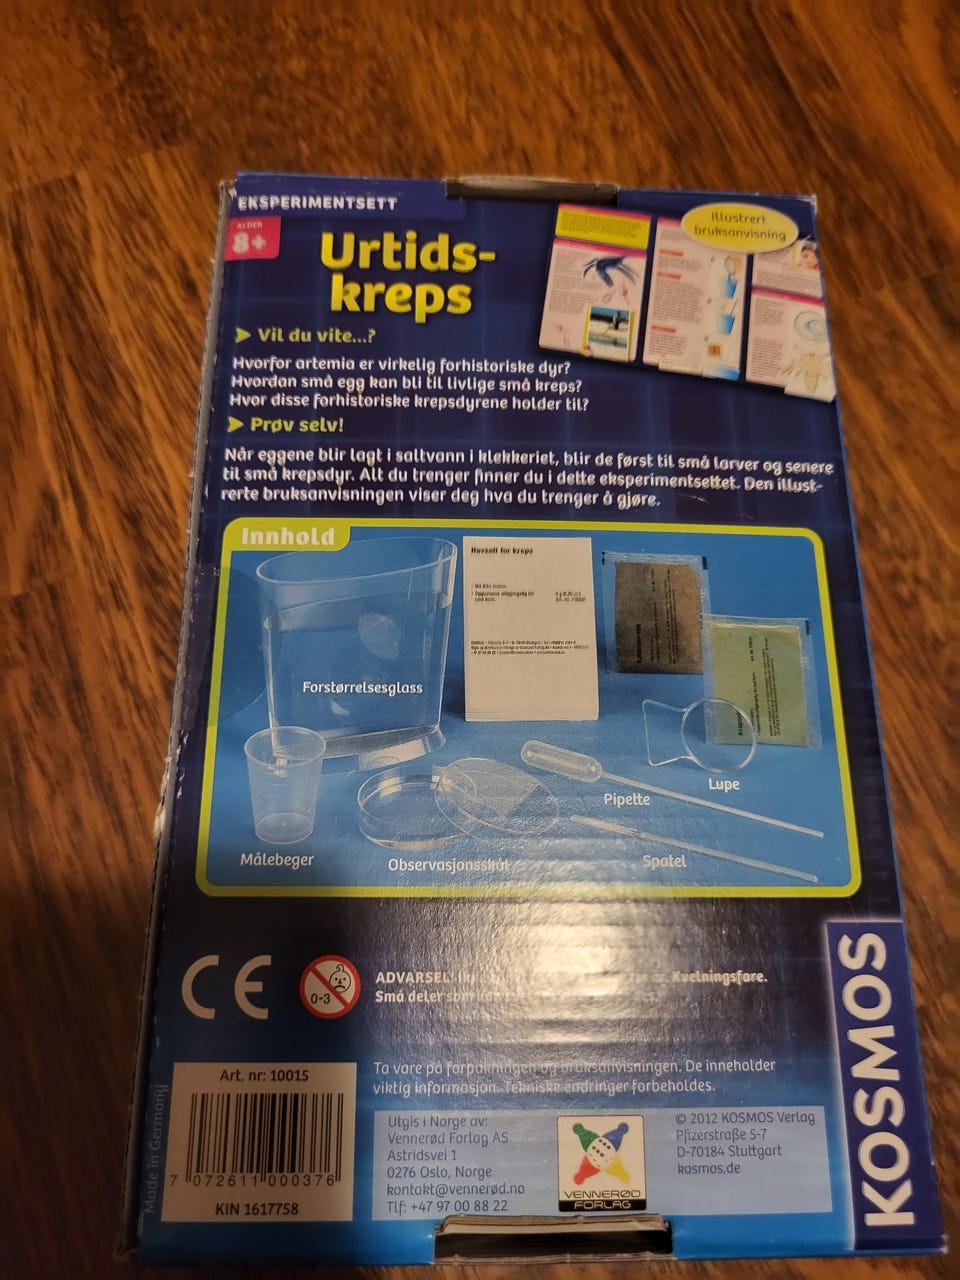 EKSPERIMENTSETT
ALDER
8+
Urtids-
kreps
Illustrert
bruksanvisning
Vil du vite...?
Hvorfor artemia er virkelig forhistoriske dyr?
Hvordan små egg kan bli til livlige små kreps?
Hvor disse forhistoriske krepsdyrene holder til?
Prøv selv!
Når eggene blir lagt i saltvann i klekkeriet, blir de først til små larver og senere
til små krepsdyr. Alt du trenger finner du i dette eksperimentsettet. Den illust-
rerte bruksanvisningen viser deg hva du trenger å gjøre.
Innhold
Havsalt for kreps
Forstørrelsesglass
Lupe
Pipette
Målebeger
Observasjonsskål
Spatel
CE
0-3
ADVARSEL! Kvelningsfare.
Små deler som
Ta vare på forpakningen og bruksanvisningen. De inneholder
viktig informasjon. Tekniske endringer forbeholdes.
Made in Germany
Art. nr: 10015
7 072611 000376
KIN 1617758
Utgis i Norge av:
Vennerød Forlag AS
Astridsvei 1
0276 Oslo, Norge
kontakt@vennerød.no
Tlf: +47 97 00 88 22
VENNERØD
FORLAG
© 2012 KOSMOS Verlag
Pfizerstraße 5-7
D-70184 Stuttgart
kosmos.de
KOSMOS